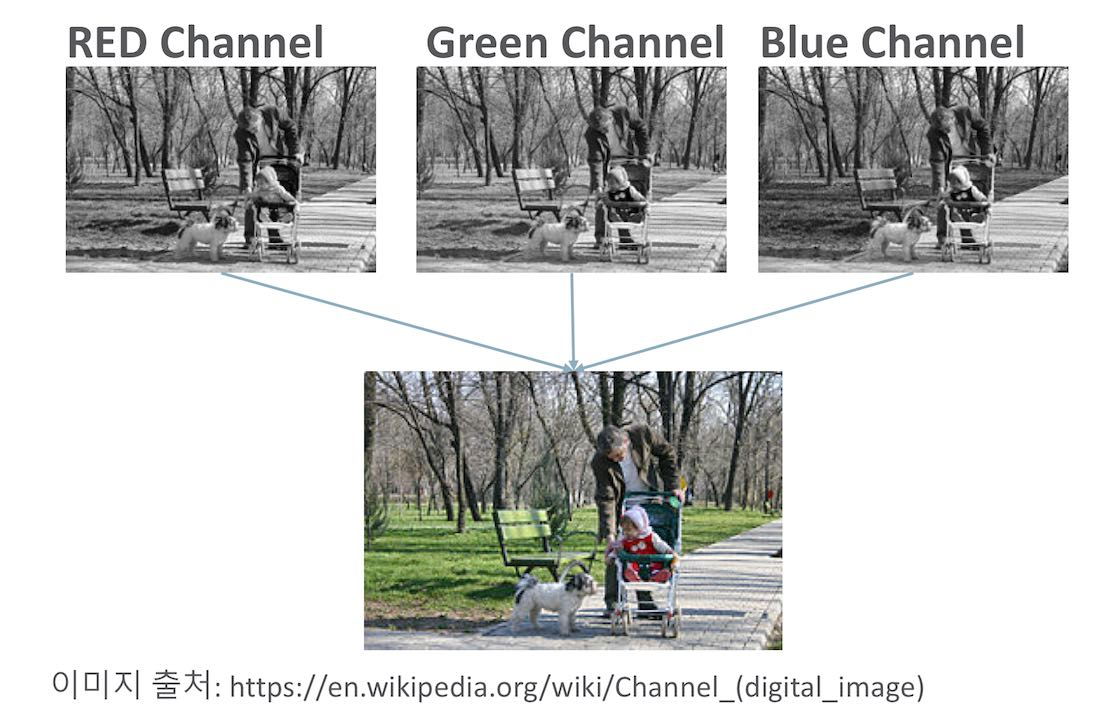 RED Channel Green Channel Blue Channel
이미지 출처: https://en.wikipedia.org/wiki/Channel_(digital_image)